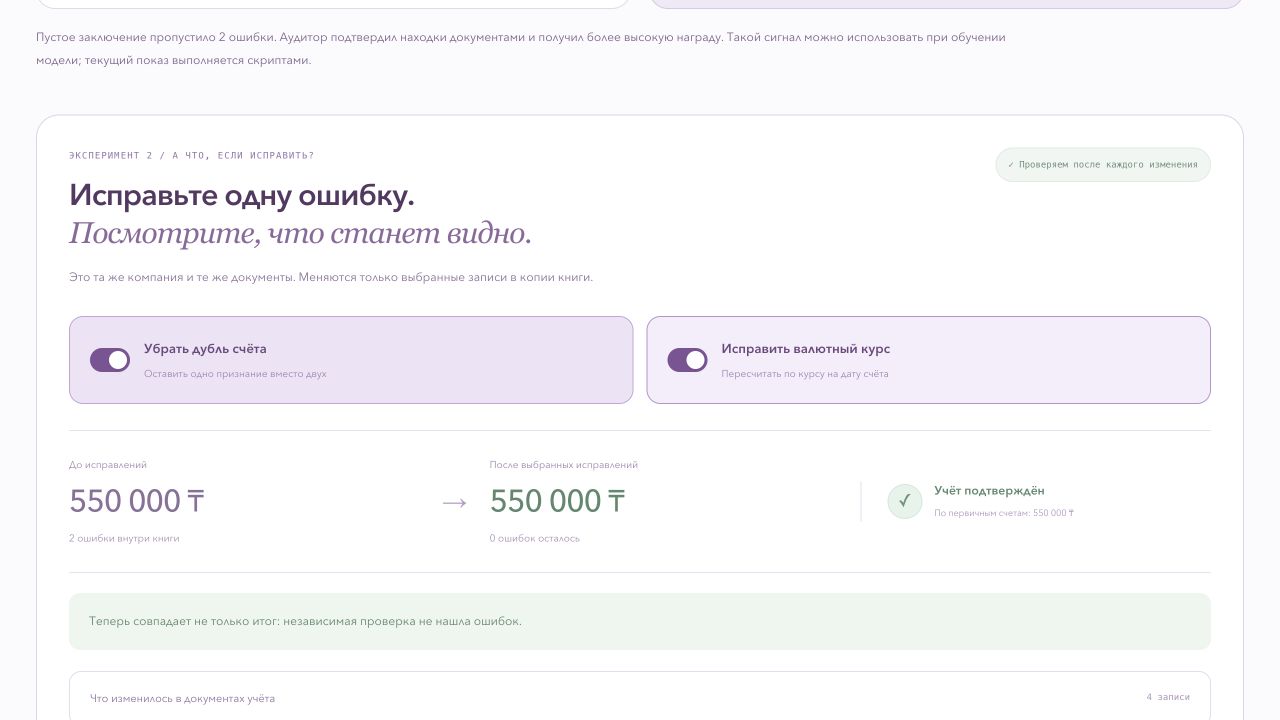 Пустое заключение пропустило 2 ошибки. Аудитор подтвердил находки документами и получил более высокую награду. Такой сигнал можно использовать при обучении
модели; текущий показ выполняется скриптами.
ЭКСПЕРИМЕНТ 2 / А ЧТО, ЕСЛИ ИСПРАВИТЬ?
✓ Проверяем после каждого изменения
Исправьте одну ошибку.
Посмотрите, что станет видно.
Это та же компания и те же документы. Меняются только выбранные записи в копии книги.
Убрать дубль счёта
Оставить одно признание вместо двух
Исправить валютный курс
Пересчитать по курсу на дату счёта
До исправлений
550 000 ₸
2 ошибки внутри книги
→
После выбранных исправлений
550 000 ₸
0 ошибок осталось
✓
Учёт подтверждён
По первичным счетам: 550 000 ₸
Теперь совпадает не только итог: независимая проверка не нашла ошибок.
Что изменилось в документах учёта
4 записи